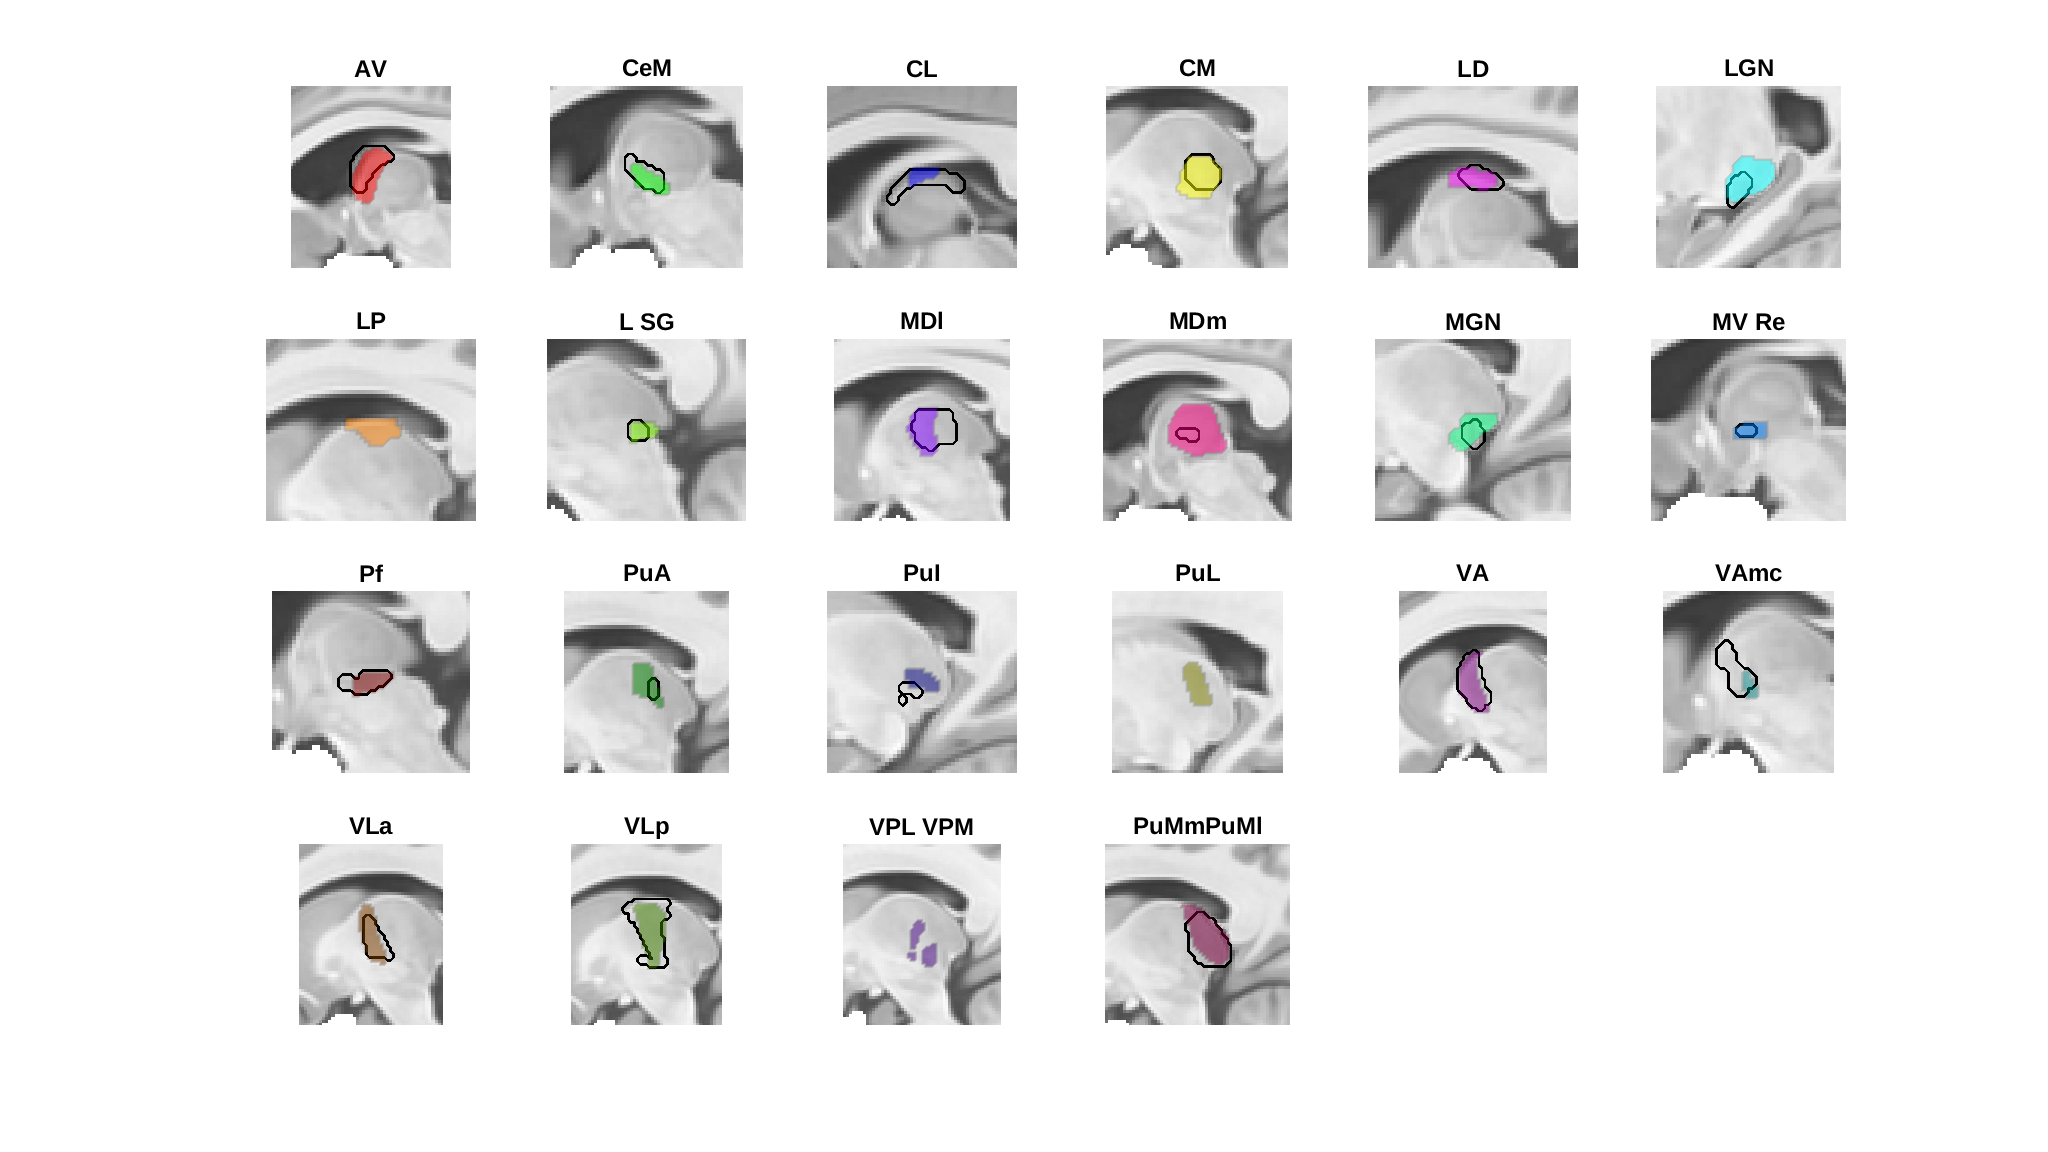 AV CeM CL CM LD LGN
LP L SG MDl MDm MGN MV Re
Pf PuA PuI PuL VA VAmc
VLa VLp VPL VPM PuMmPuMl